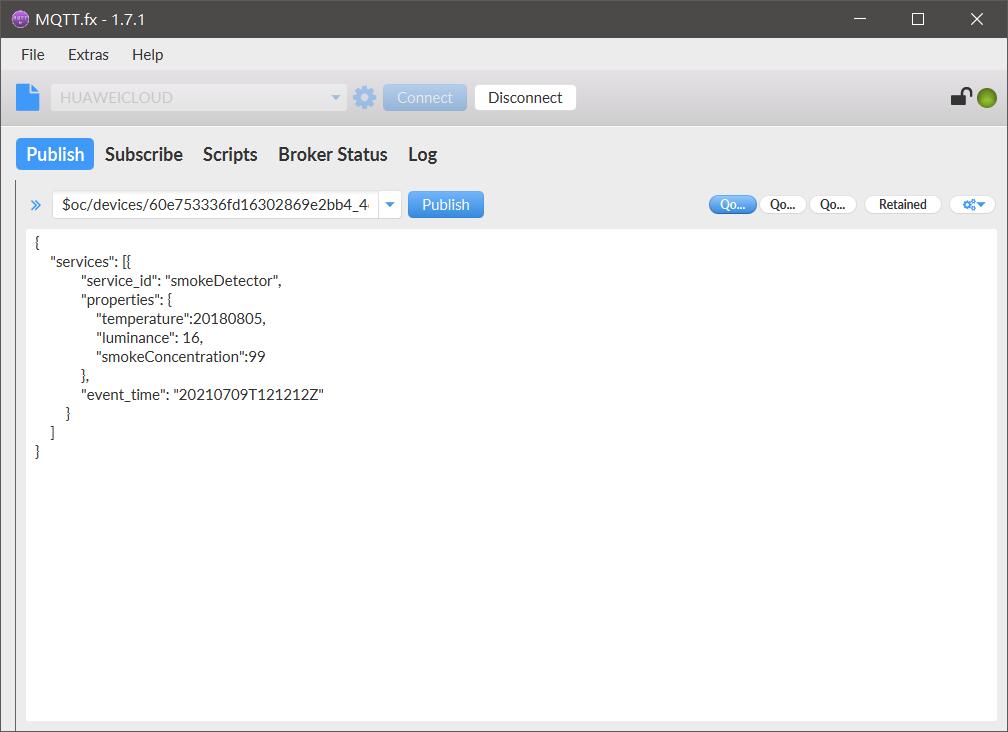 MQTT.fx - 1.7.1
File Extras Help
HUAWEICLOUD Connect Disconnect
Publish Subscribe Scripts Broker Status Log
$oc/devices/60e753336fd16302869e2bb4_4 Publish Qo... Qo... Qo... Retained
{
"services": [{
"service_id": "smokeDetector",
"properties": {
"temperature":20180805,
"luminance": 16,
"smokeConcentration":99
},
"event_time": "20210709T121212Z"
}
]
}